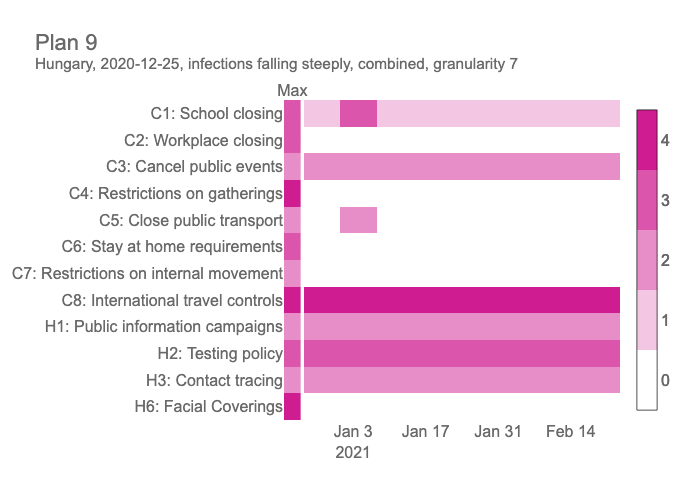 Plan 9
Hungary, 2020-12-25, infections falling steeply, combined, granularity 7
Max
C1: School closing
C2: Workplace closing
C3: Cancel public events
C4: Restrictions on gatherings
C5: Close public transport
C6: Stay at home requirements
C7: Restrictions on internal movement
C8: International travel controls
H1: Public information campaigns
H2: Testing policy
H3: Contact tracing
H6: Facial Coverings
4
3
2
1
0
Jan 3 Jan 17 Jan 31 Feb 14
2021